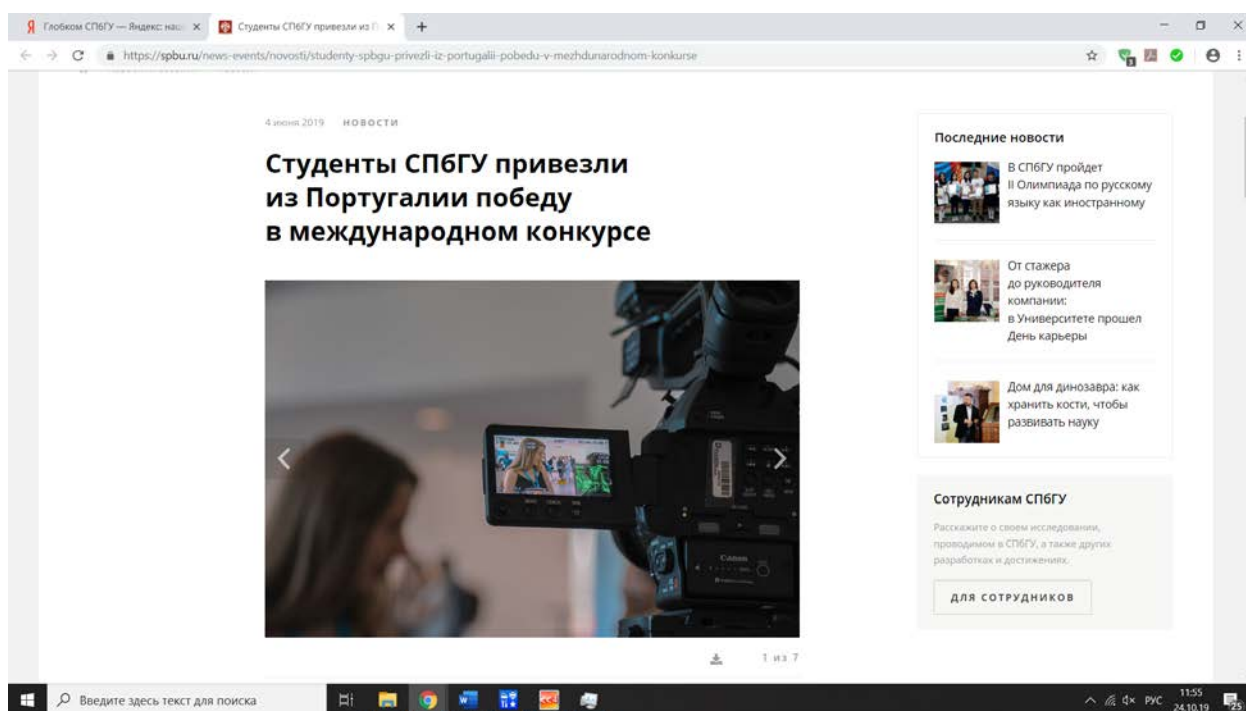 Глобком СПбГУ — Яндекс: наш
Студенты СПбГУ привезли из П
https://spbu.ru/news-events/novosti/studenty-spbgu-privezli-iz-portugalii-pobedu-v-mezhdunarodnom-konkurse
4 июня 2019 НОВОСТИ
Студенты СПбГУ привезли
из Португалии победу
в международном конкурсе
Canon
1 из 7
Последние новости
В СПбГУ пройдет
II Олимпиада по русскому
языку как иностранному
От стажера
до руководителя
компании:
в Университете прошел
День карьеры
Дом для динозавра: как
хранить кости, чтобы
развивать науку
Сотрудникам СПбГУ
Расскажите о своем исследовании,
проводимом в СПбГУ, а также других
разработках и достижениях.
ДЛЯ СОТРУДНИКОВ
Введите здесь текст для поиска
РУС
11:55
24.10.19
25